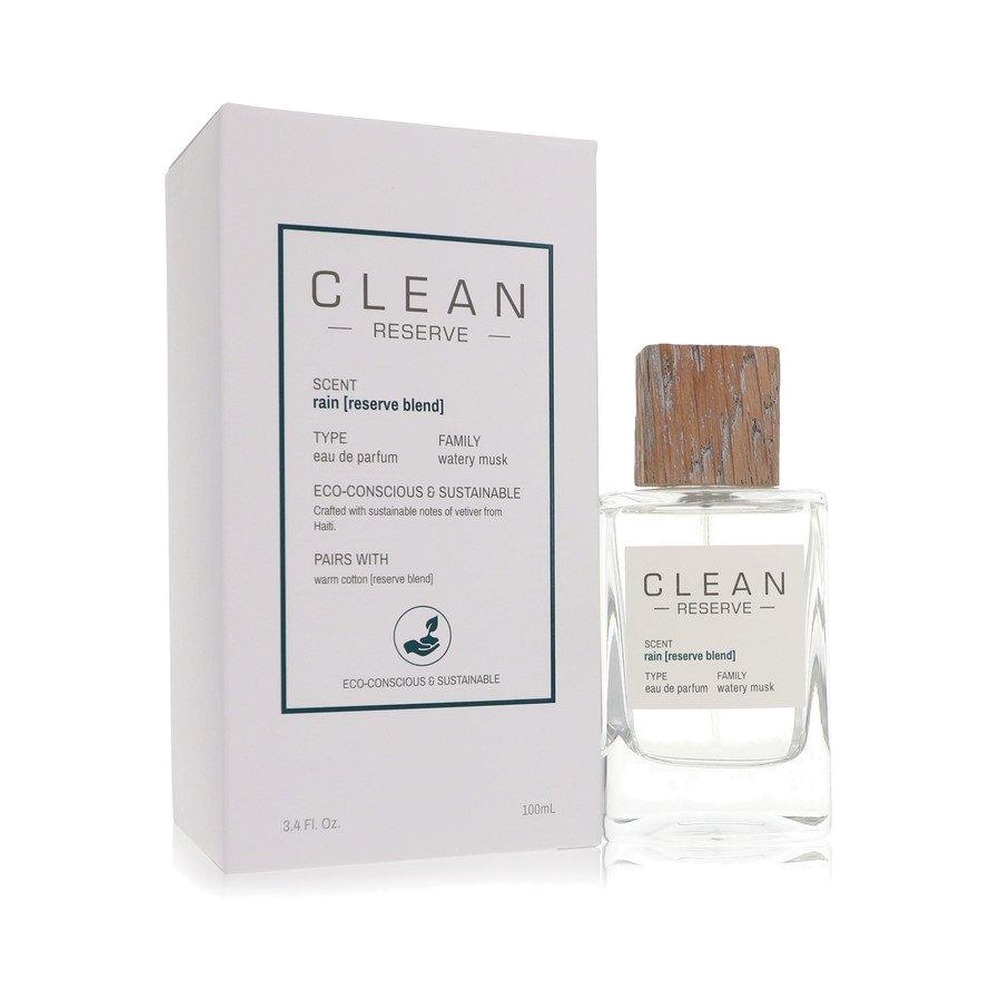 CLEAN
— RESERVE —
SCENT
rain [reserve blend]
TYPE FAMILY
eau de parfum watery musk
ECO-CONSCIOUS & SUSTAINABLE
Crafted with sustainable notes of vetiver from
Haiti.
PAIRS WITH
warm cotton [reserve blend]
ECO-CONSCIOUS & SUSTAINABLE
3.4 Fl. Oz. 100mL
CLEAN
— RESERVE —
SCENT
rain [reserve blend]
TYPE FAMILY
eau de parfum watery musk